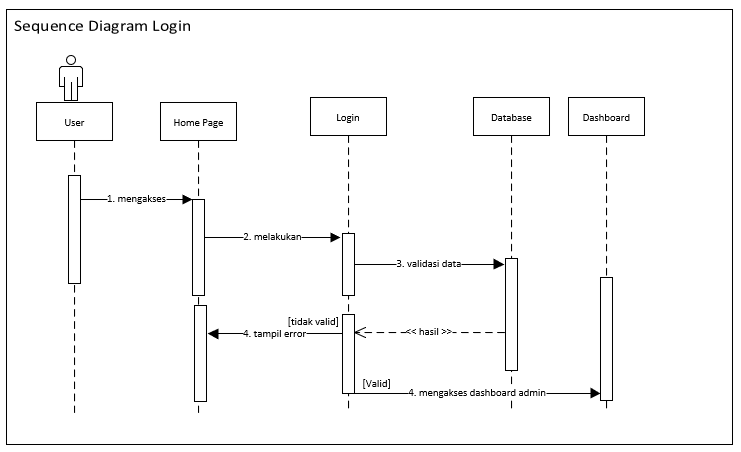 Sequence Diagram Login
User
Home Page
Login
Database
Dashboard
1. mengakses
2. melakukan
3. validasi data
[tidak valid]
4. tampil error
<< hasil >>
[Valid]
4. mengakses dashboard admin